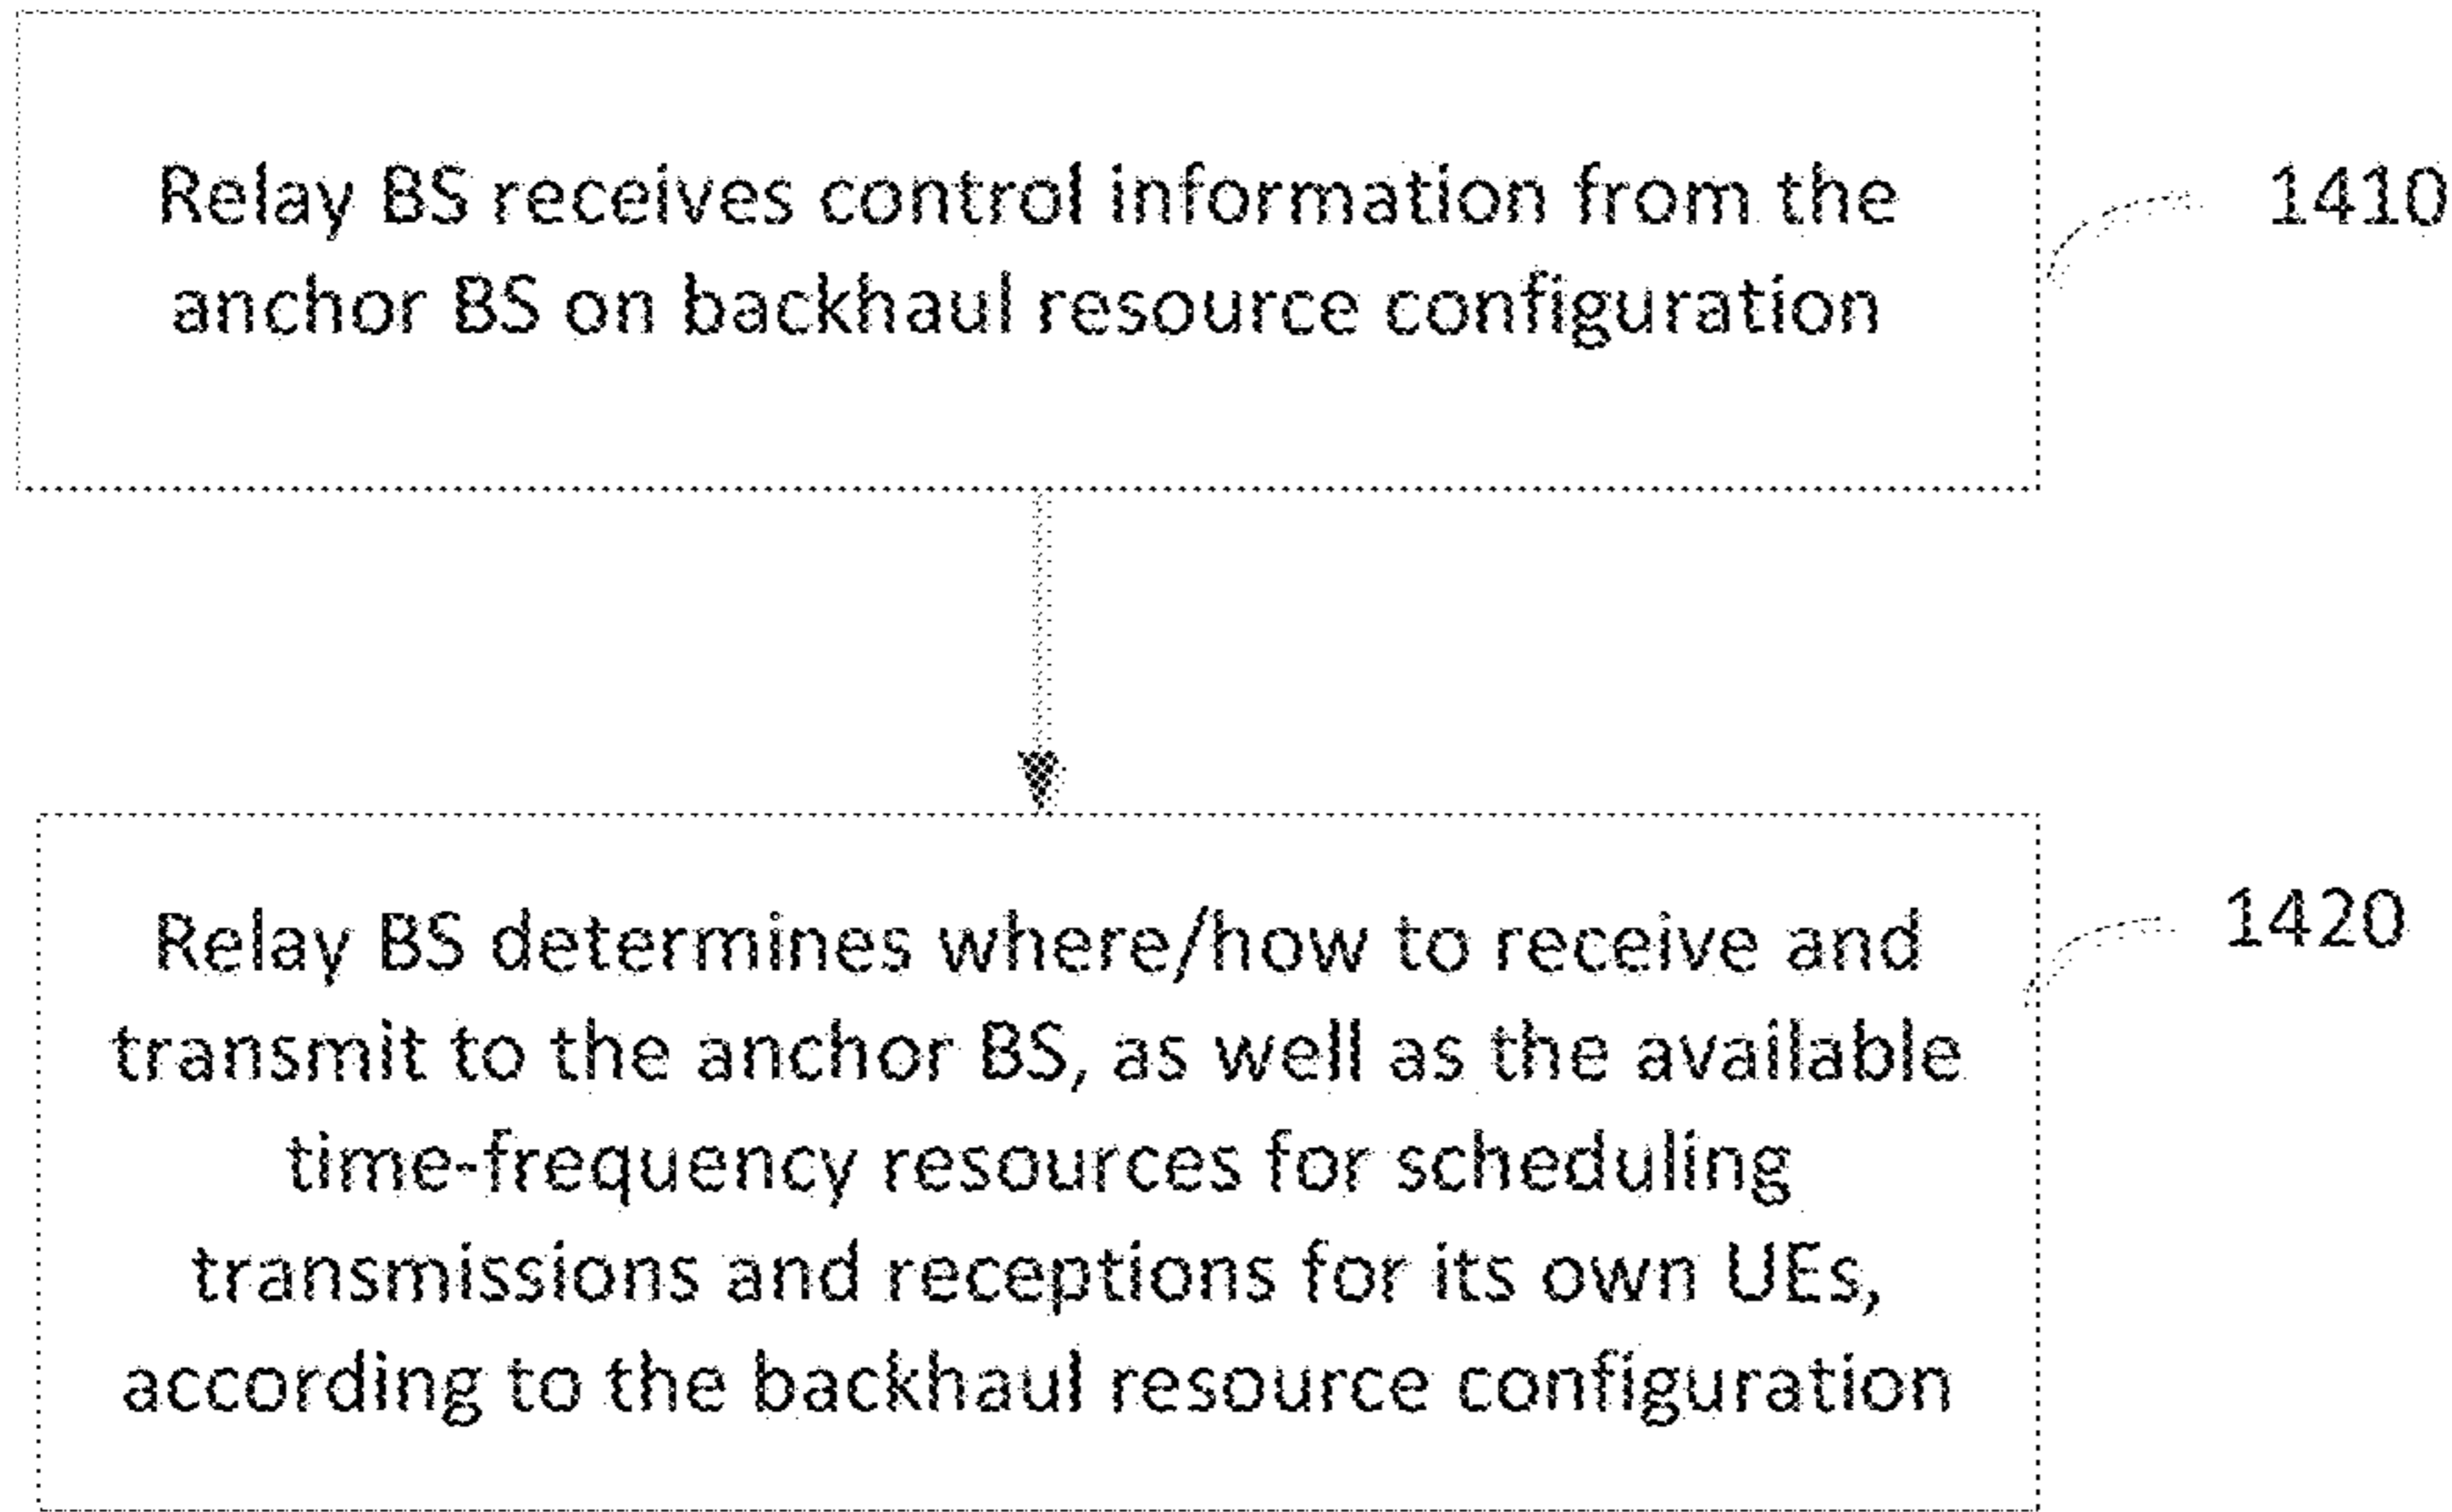 Relay BS receives control information from the
anchor BS on backhaul resource configuration
1410
Relay BS determines where/how to receive and
transmit to the anchor BS, as well as the available
time-frequency resources for scheduling
transmissions and receptions for its own UEs,
according to the backhaul resource configuration
1420